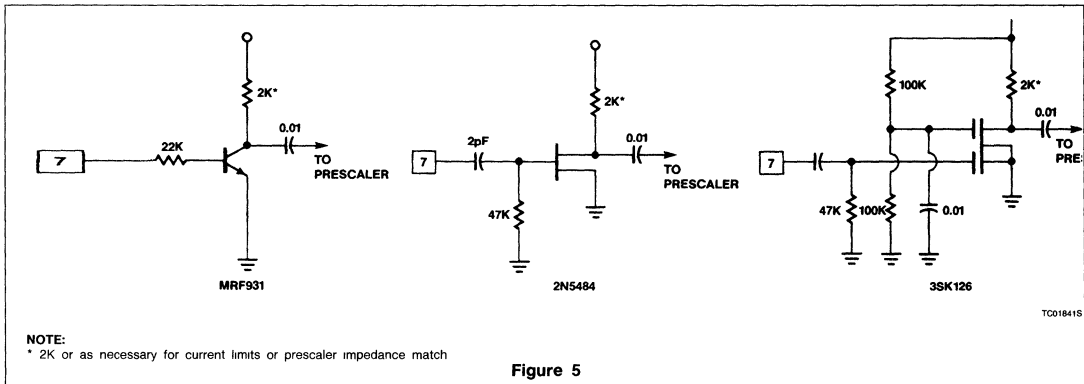 7
22K
2K*
0.01
TO
PRESCALER
MRF931
7
2pF
47K
2K*
0.01
TO
PRESCALER
2N5484
7
47K
100K
100K
0.01
2K*
0.01
TO
PRE
3SK126
TC01841S
NOTE:
* 2K or as necessary for current limits or prescaler impedance match
Figure 5